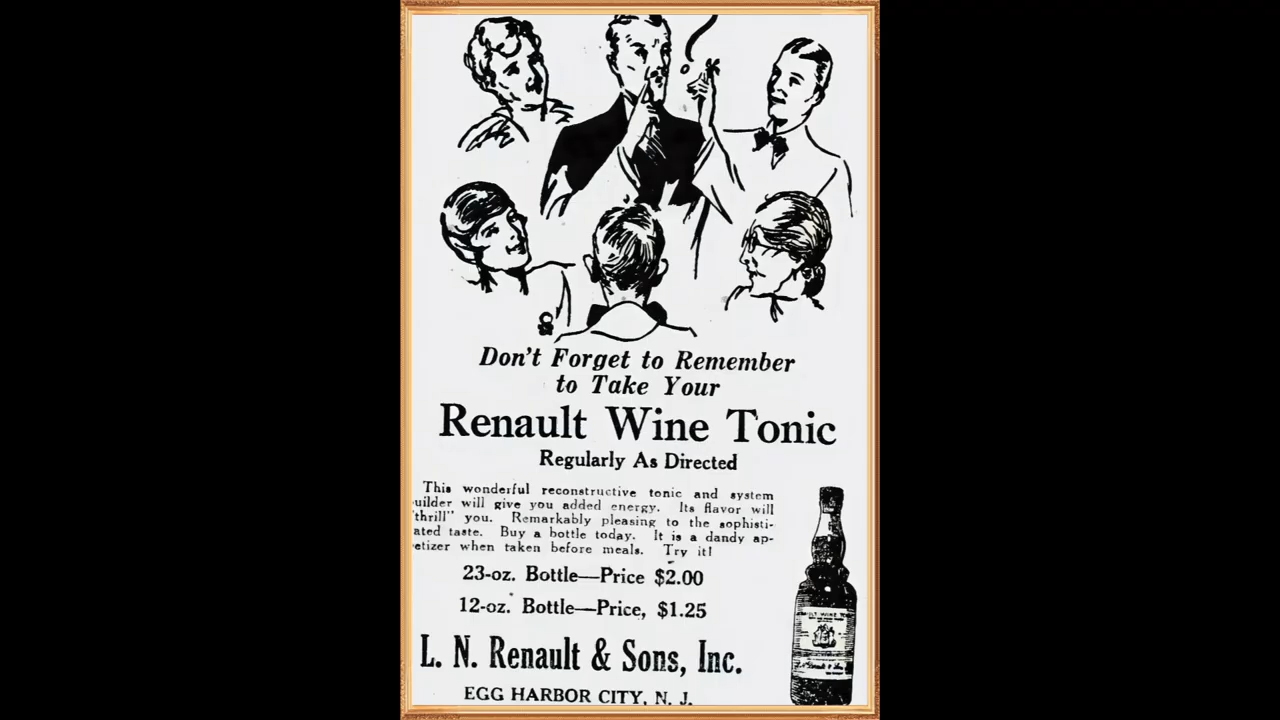 Don't Forget to Remember
to Take Your
Renault Wine Tonic
Regularly As Directed
This wonderful reconstructive tonic and system
uilder will give you added energy. Its flavor will
"thrill" you. Remarkably pleasing to the sophisti-
ated taste. Buy a bottle today. It is a dandy ap-
etizer when taken before meals. Try it!
23-oz. Bottle—Price $2.00
12-oz. Bottle—Price, $1.25
L. N. Renault & Sons, Inc.
EGG HARBOR CITY, N. J.